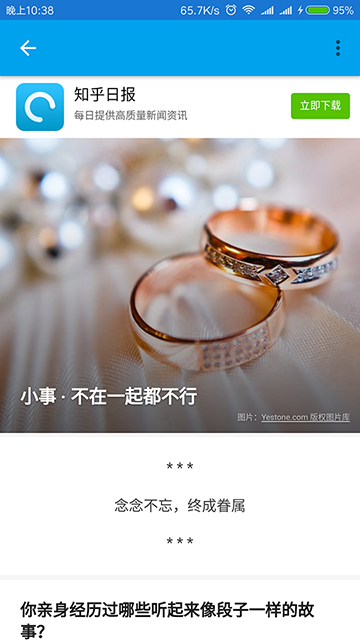 晚上10:38 65.7K/s 95%
知乎日报
每日提供高质量新闻资讯
立即下载
小事 · 不在一起都不行
图片：Yestone.com 版权图片库
* * *
念念不忘，终成眷属
* * *
你亲身经历过哪些听起来像段子一样的故
事？